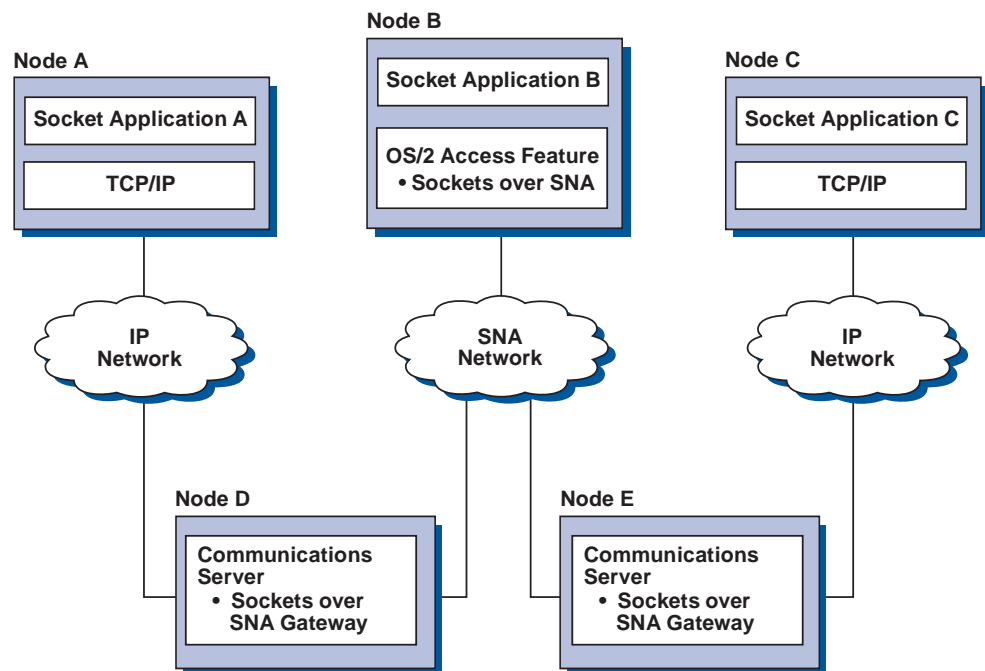 Node A
Socket Application A
TCP/IP
Node B
Socket Application B
OS/2 Access Feature
• Sockets over SNA
Node C
Socket Application C
TCP/IP
IP
Network
SNA
Network
IP
Network
Node D
Communications
Server
• Sockets over
SNA Gateway
Node E
Communications
Server
• Sockets over
SNA Gateway